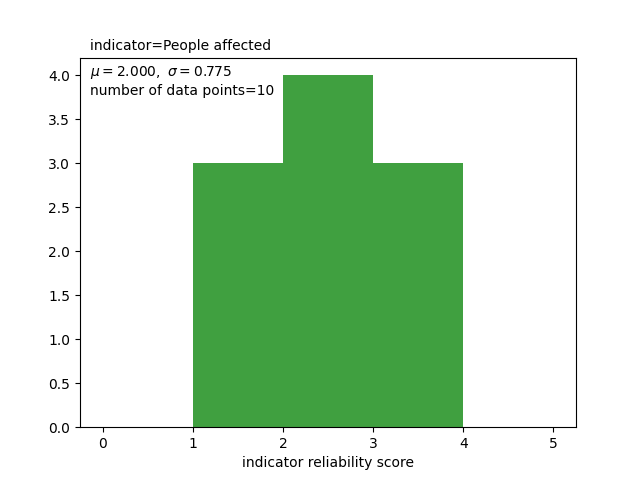 indicator=People affected
μ = 2.000, σ = 0.775
number of data points=10
4.0
3.5
3.0
2.5
2.0
1.5
1.0
0.5
0.0
0 1 2 3 4 5
indicator reliability score